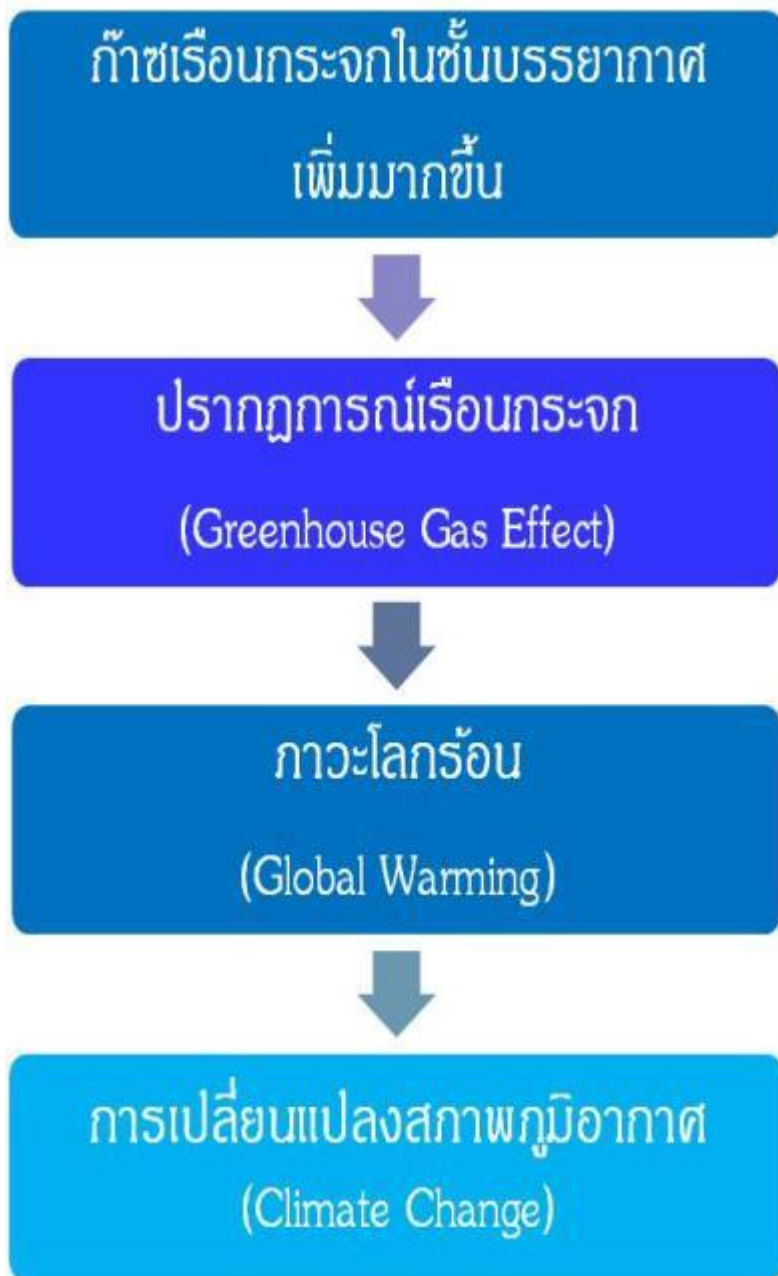 ก๊าซเรือนกระจกในชั้นบรรยากาศ
เพิ่มมากขึ้น
ปรากฏการณ์เรือนกระจก
(Greenhouse Gas Effect)
ภาวะโลกร้อน
(Global Warming)
การเปลี่ยนแปลงสภาพภูมิอากาศ
(Climate Change)